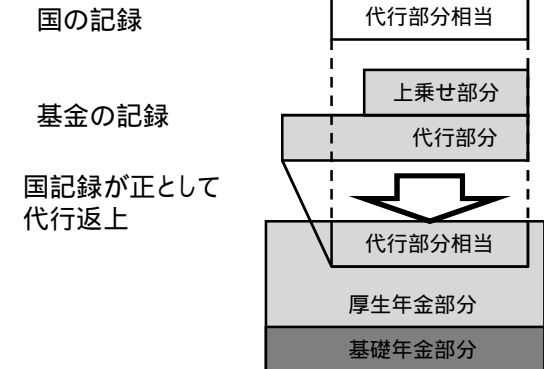 国の記録
代行部分相当
上乗せ部分
基金の記録
代行部分
国記録が正として
代行返上
代行部分相当
厚生年金部分
基礎年金部分